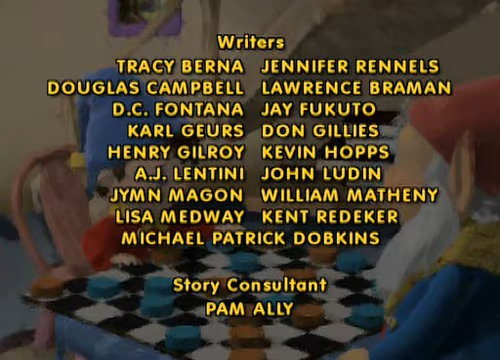 Writers
TRACY BERNA JENNIFER RENNELS
DOUGLAS CAMPBELL LAWRENCE BRAMAN
D.C. FONTANA JAY FUKUTO
KARL GEURS DON GILLIES
HENRY GILROY KEVIN HOPPS
A.J. LENTINI JOHN LUDIN
JYMN MAGON WILLIAM MATHENY
LISA MEDWAY KENT REDEKER
MICHAEL PATRICK DOBKINS
Story Consultant
PAM ALLY